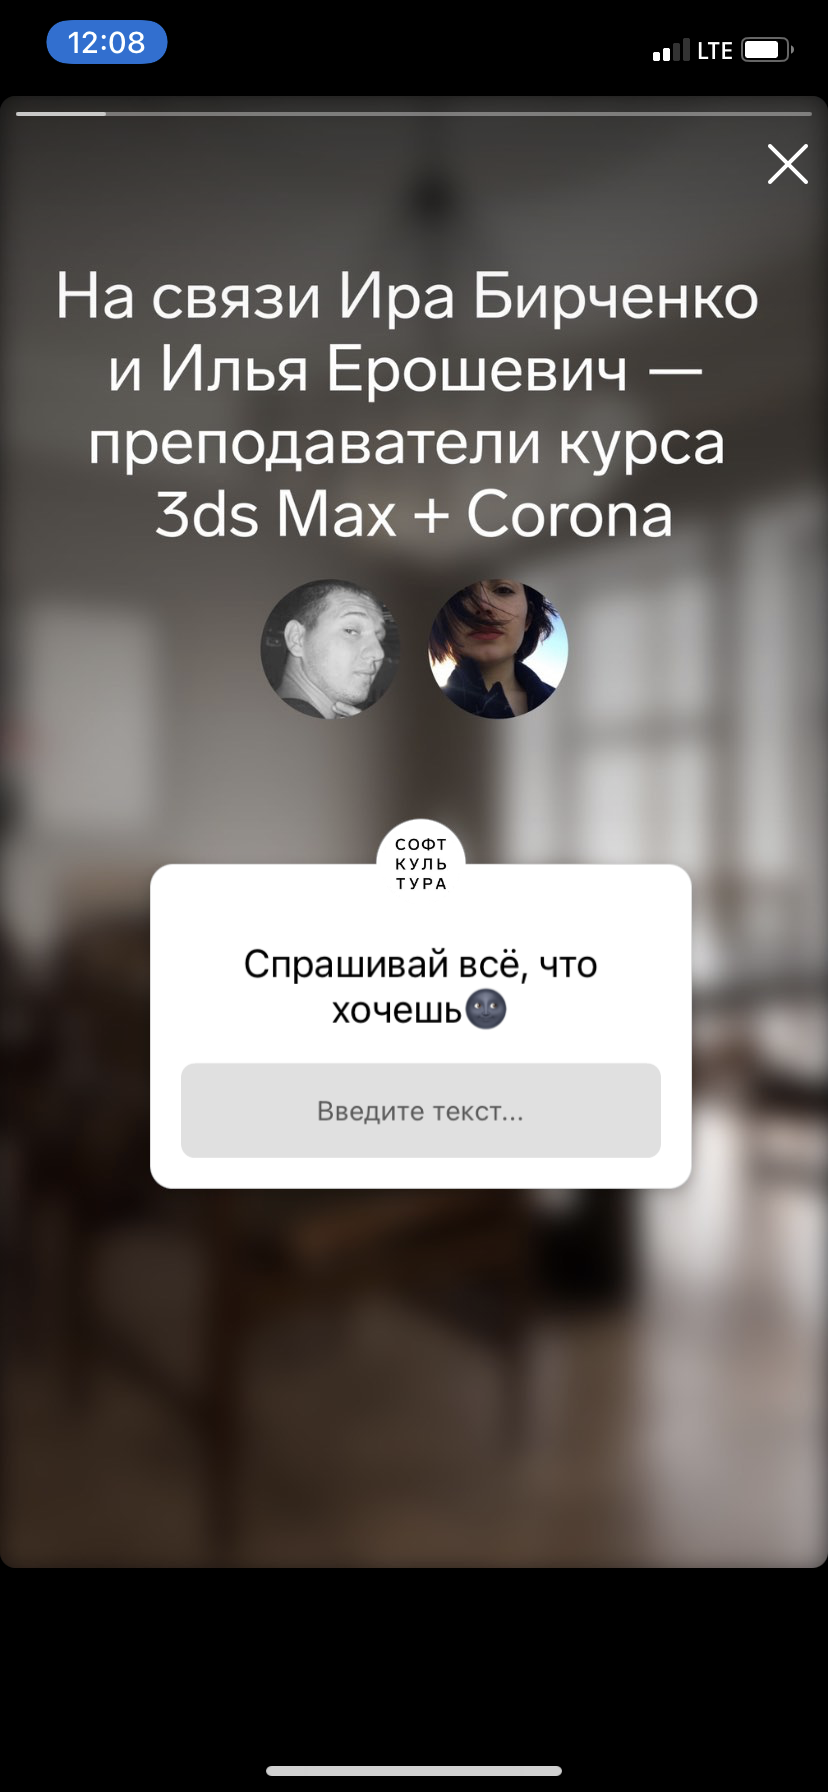 12:08
LTE
На связи Ира Бирченко
и Илья Ерошевич —
преподаватели курса
3ds Max + Corona
СОФТ
КУЛЬ
ТУРА
Спрашивай всё, что
хочешь🌚
Введите текст...